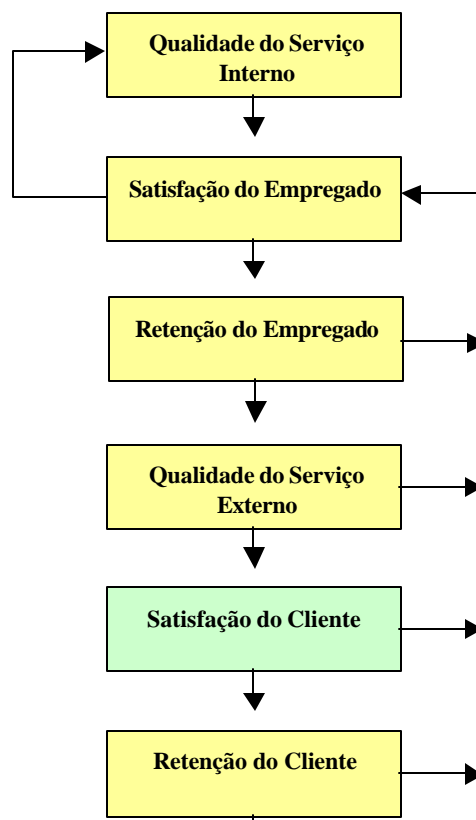 Qualidade do Serviço
Interno
Satisfação do Empregado
Retenção do Empregado
Qualidade do Serviço
Externo
Satisfação do Cliente
Retenção do Cliente